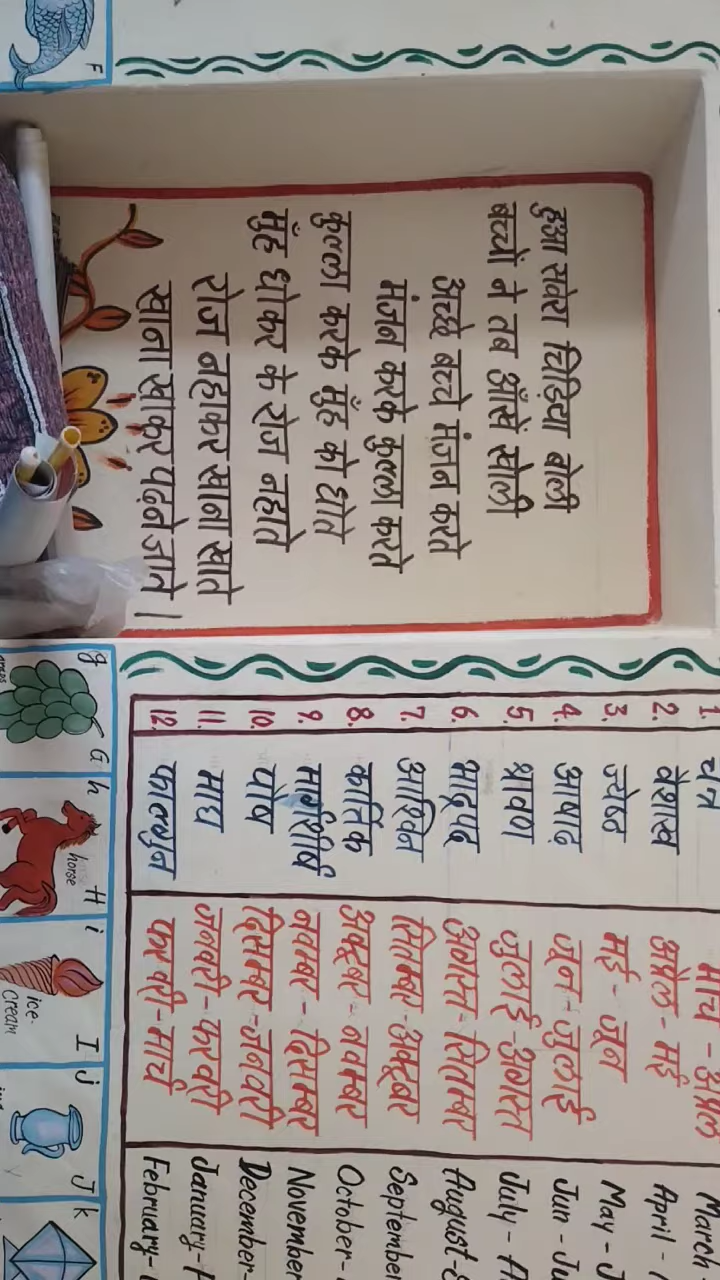 हुआ सवेरा चिड़िया बोली
बच्चों ने तब आँखें खोली
अच्छे बच्चे मंजन करते
मंजन करके कुल्ला करते
कुल्ला करके मुँह को धोते
मुँह धोकर के रोज नहाते
रोज नहाकर खाना खाते
खाना खाकर पढ़ने जाते ।
1. चैत्र मार्च - अप्रैल March
2. वैशाख अप्रैल - मई April -
3. ज्येष्ठ मई - जून May - J
4. आषाढ़ जून - जुलाई Jun - Ju
5. श्रावण जुलाई - अगस्त July - A
6. भाद्रपद अगस्त - सितम्बर August -
7. आश्विन सितम्बर - अक्टूबर September
8. कार्तिक अक्टूबर - नवम्बर October -
9. मार्गशीर्ष नवम्बर - दिसम्बर November
10. पौष दिसम्बर - जनवरी December-
11. माघ जनवरी - फरवरी January -
12. फाल्गुन फरवरी - मार्च February-
F
g G
h H
horse
i I
ice-
cream
j J
k